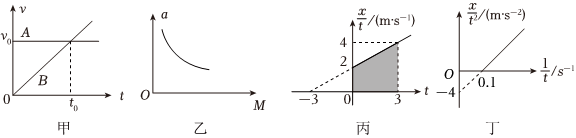 v
v₀ A
B
0 t₀ t
甲
a
O M
乙
x/t /(m·s⁻¹)
4
2
−3 0 3 t
丙
x/t² /(m·s⁻²)
O 0.1 1/t /s⁻¹
−4
丁